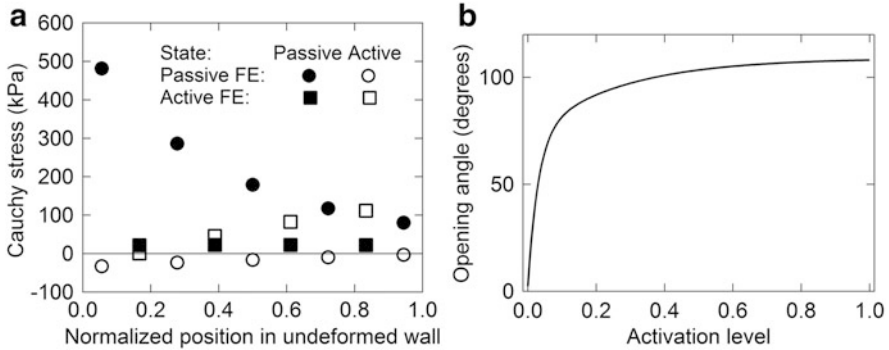 a
600
500
400
300
200
100
0
-100
Cauchy stress (kPa)
State: Passive Active
Passive FE:
Active FE:
0.0 0.2 0.4 0.6 0.8 1.0
Normalized position in undeformed wall
b
100
50
0
Opening angle (degrees)
0.0 0.2 0.4 0.6 0.8 1.0
Activation level